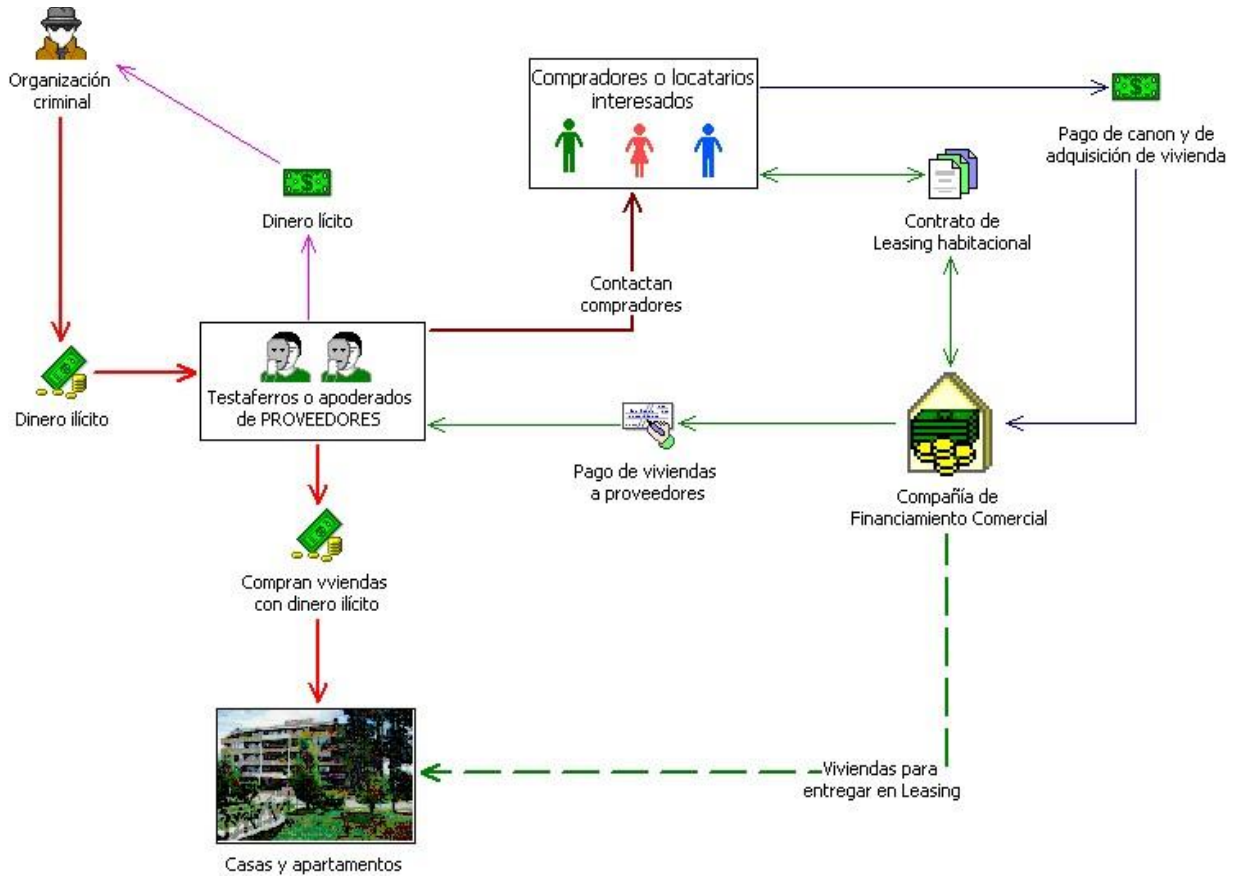 Organización
criminal
Compradores o locatarios
interesados
Pago de canon y de
adquisición de vivienda
Dinero lícito
Contrato de
Leasing habitacional
Contactan
compradores
Dinero ilícito
Testaferros o apoderados
de PROVEEDORES
Pago de viviendas
a proveedores
Compañía de
Financiamiento Comercial
Compran vviendas
con dinero ilícito
Viviendas para
entregar en Leasing
Casas y apartamentos